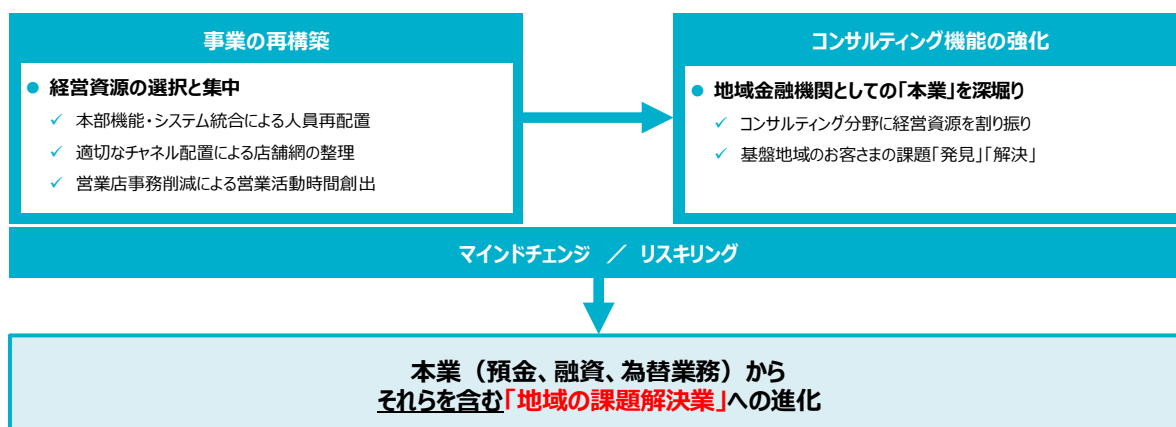 事業の再構築
● 経営資源の選択と集中
✓ 本部機能・システム統合による人員再配置
✓ 適切なチャネル配置による店舗網の整理
✓ 営業店事務削減による営業活動時間創出
コンサルティング機能の強化
● 地域金融機関としての「本業」を深堀り
✓ コンサルティング分野に経営資源を割り振り
✓ 基盤地域のお客さまの課題「発見」「解決」
マインドチェンジ ／ リスキリング
本業（預金、融資、為替業務）から
それらを含む「地域の課題解決業」への進化